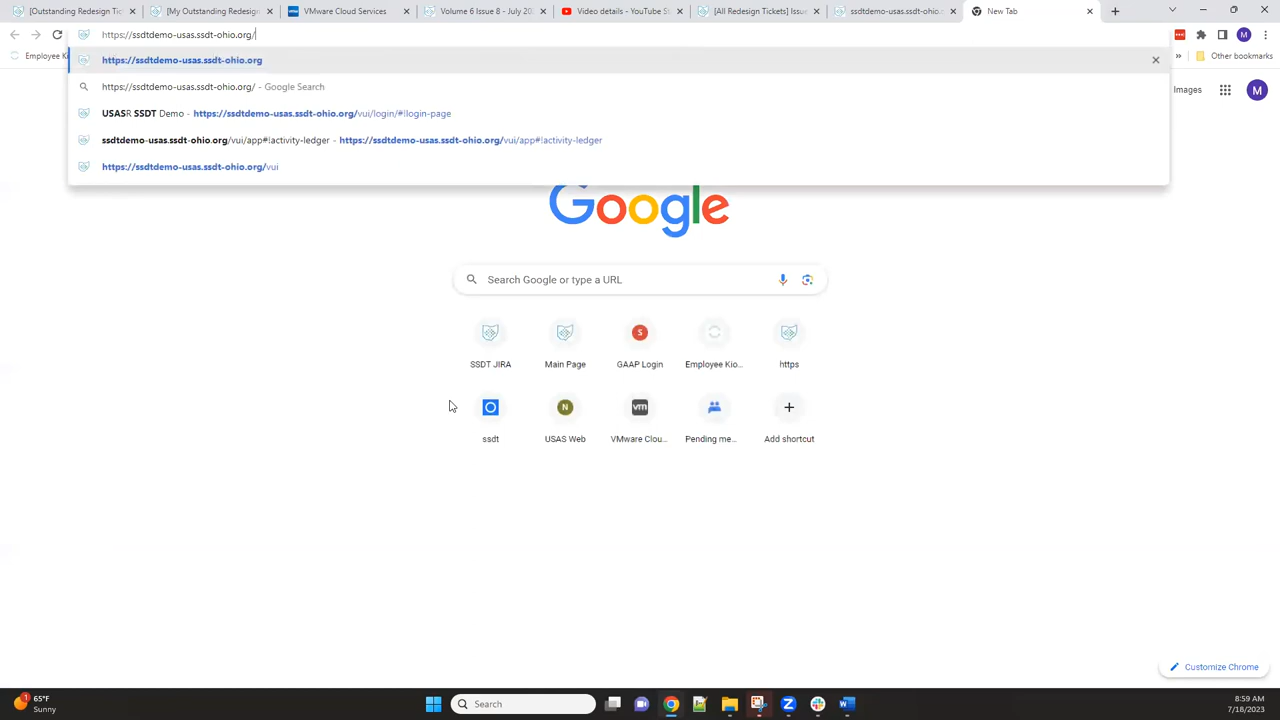 [Outstanding Redesign Tic
[My Outstanding Redesign
VMware Cloud Services
Volume 6 Issue 8 - July 202
Video details - YouTube St
[All Redesign Tickets] Issue
ssdtdemo-usas.ssdt-ohio.o
New Tab
https://ssdtdemo-usas.ssdt-ohio.org/
M
Employee Ki
https://ssdtdemo-usas.ssdt-ohio.org
» Other bookmarks
https://ssdtdemo-usas.ssdt-ohio.org/ - Google Search
Images
M
USASR SSDT Demo - https://ssdtdemo-usas.ssdt-ohio.org/vui/login/#!login-page
ssdtdemo-usas.ssdt-ohio.org/vui/app#!activity-ledger - https://ssdtdemo-usas.ssdt-ohio.org/vui/app#!activity-ledger
https://ssdtdemo-usas.ssdt-ohio.org/vui
Google
Search Google or type a URL
S
SSDT JIRA
Main Page
GAAP Login
Employee Kio...
https
N
vm
ssdt
USAS Web
VMware Clou...
Pending me...
Add shortcut
Customize Chrome
1
65°F
Sunny
Search
8:59 AM
7/18/2023